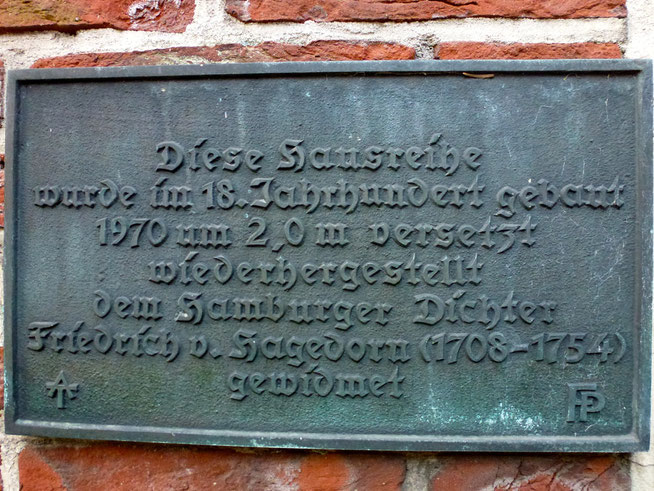 Diese Hausreihe
wurde im 18. Jahrhundert gebaut
1970 um 2,0 m versetzt
wiederhergestellt
dem Hamburger Dichter
Friedrich v. Hagedorn (1708-1754)
gewidmet
FP